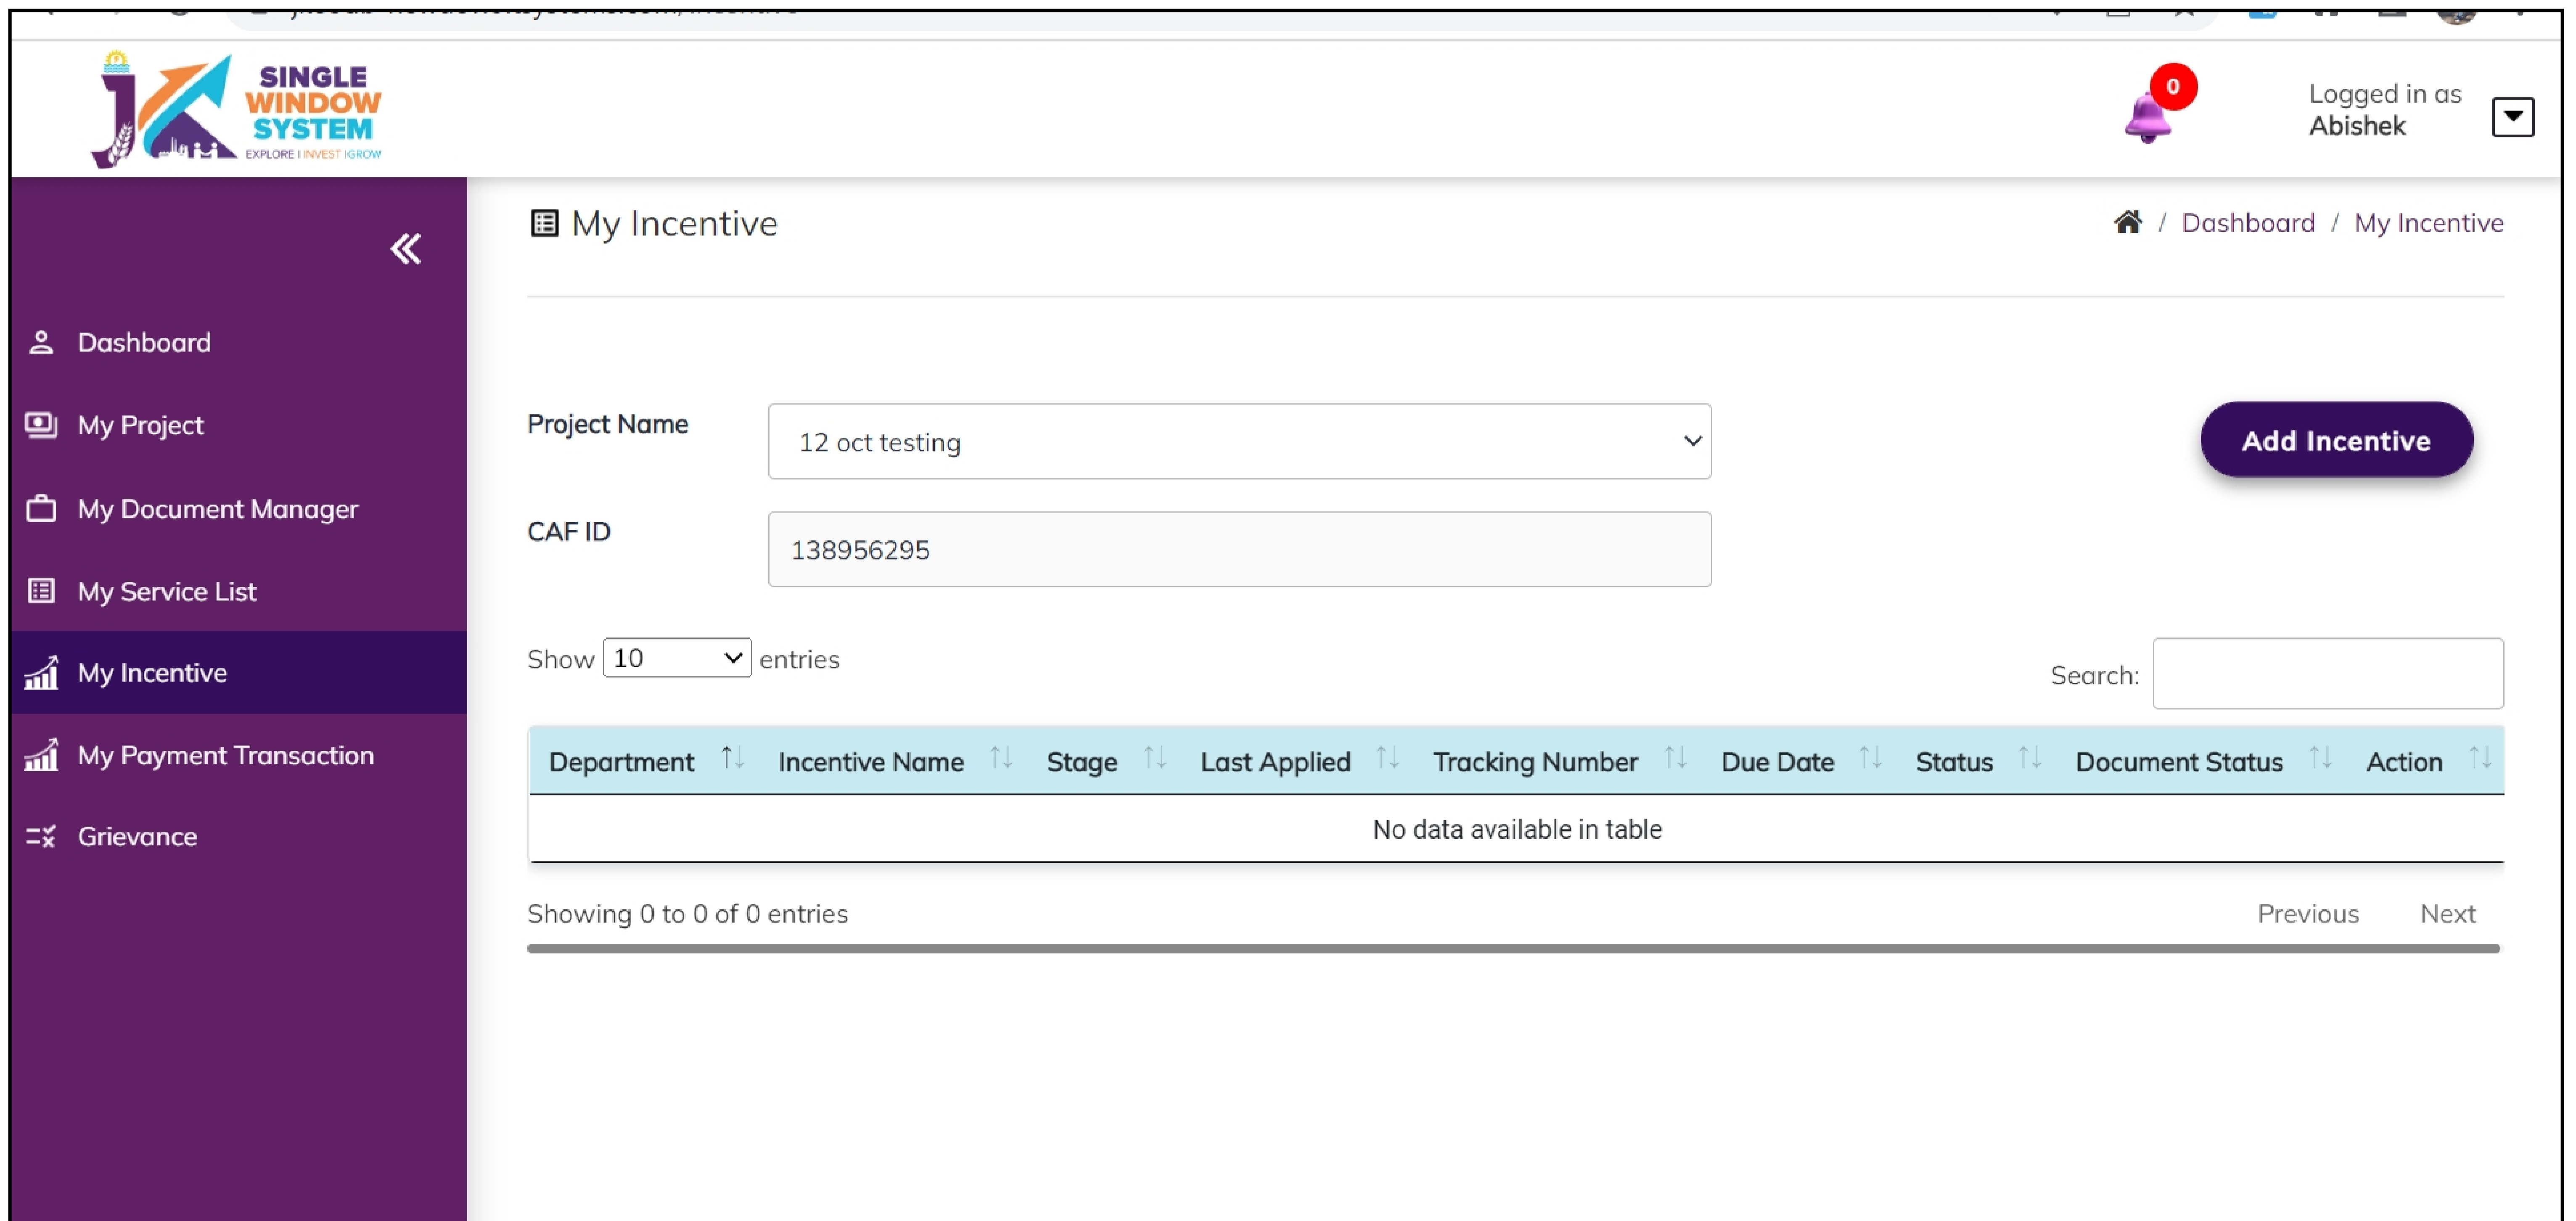 SINGLE
WINDOW
SYSTEM
EXPLORE I INVEST I GROW
0
Logged in as
Abishek
My Incentive
/ Dashboard / My Incentive
Dashboard
My Project
My Document Manager
My Service List
My Incentive
My Payment Transaction
Grievance
Project Name
12 oct testing
Add Incentive
CAF ID
138956295
Show 10 entries
Search:
Department Incentive Name Stage Last Applied Tracking Number Due Date Status Document Status Action
No data available in table
Showing 0 to 0 of 0 entries
Previous Next